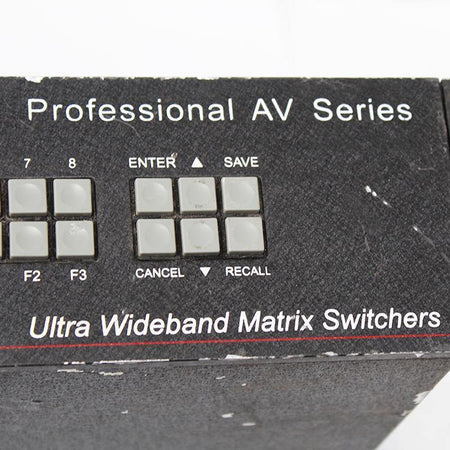 Professional AV Series
7 8 ENTER ▲ SAVE
F2 F3 CANCEL ▼ RECALL
Ultra Wideband Matrix Switchers